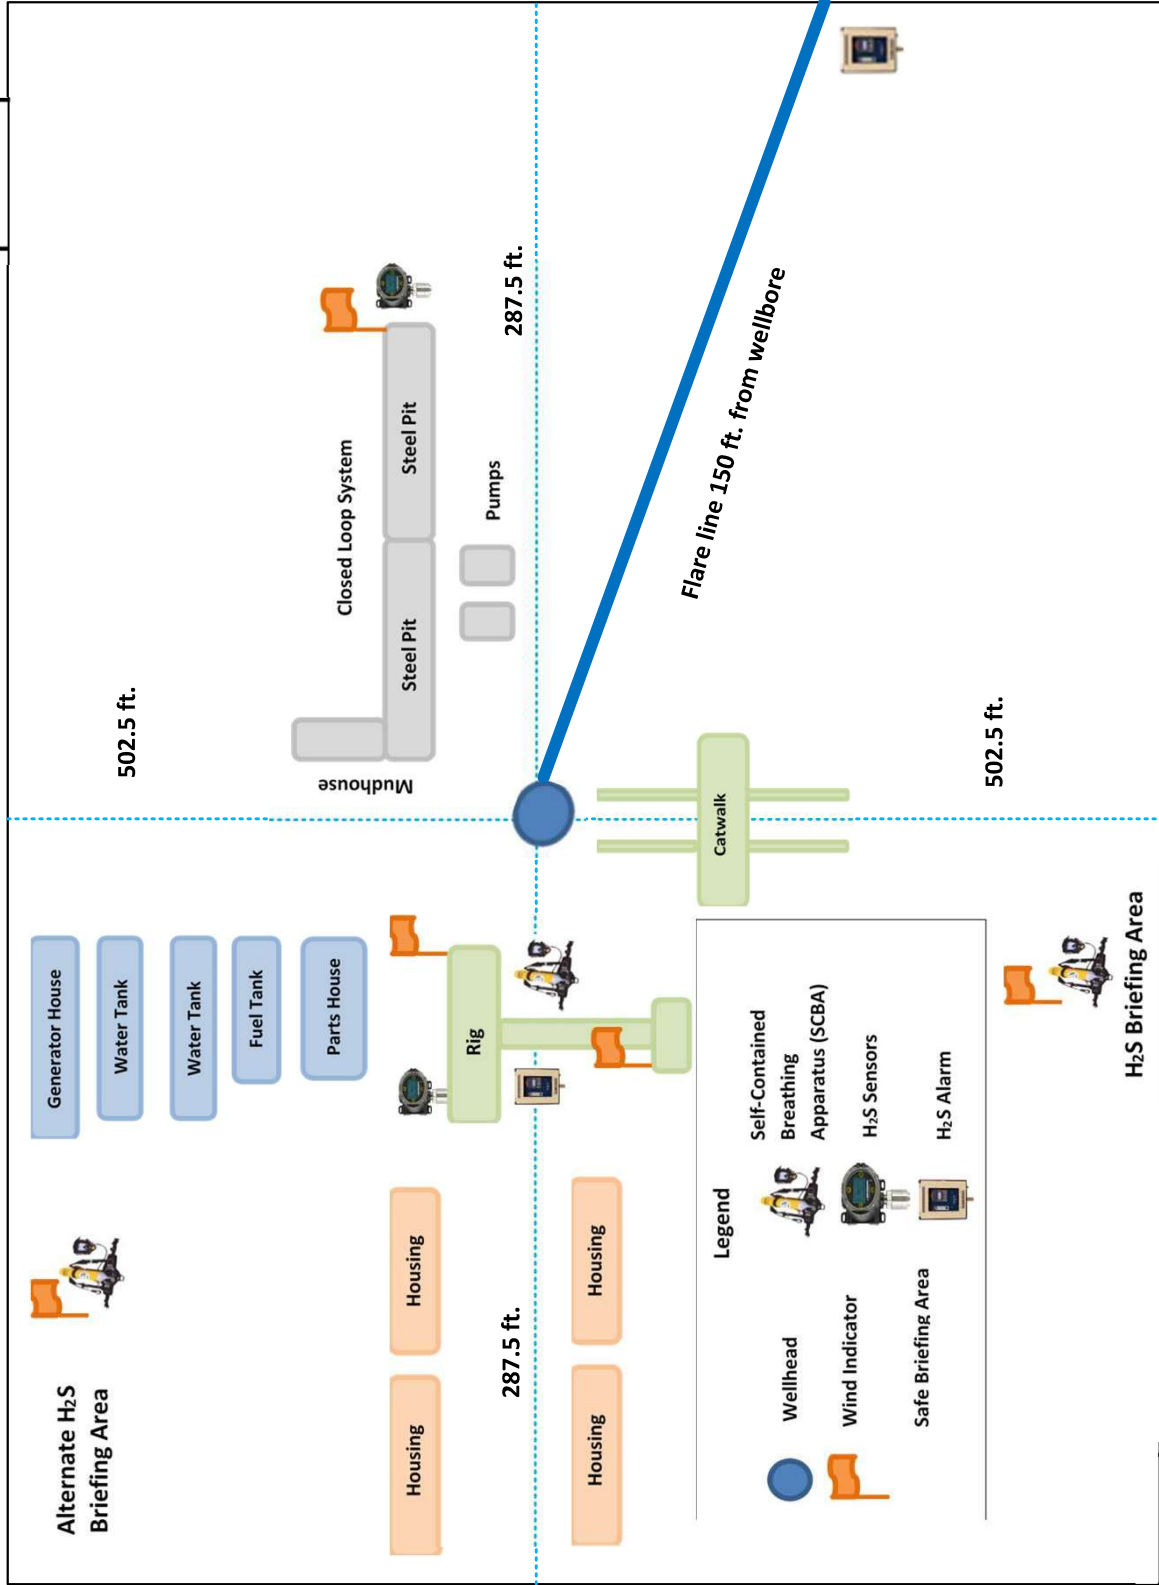 Alternate H₂S
Briefing Area
Generator House
Water Tank
Water Tank
Fuel Tank
Parts House
502.5 ft.
Mudhouse
Closed Loop System
Steel Pit
Steel Pit
Pumps
287.5 ft.
Housing
Housing
Rig
287.5 ft.
Housing
Housing
Flare line 150 ft. from wellbore
Catwalk
Legend
Wellhead
Wind Indicator
Safe Briefing Area
Self-Contained
Breathing
Apparatus (SCBA)
H₂S Sensors
H₂S Alarm
502.5 ft.
H₂S Briefing Area